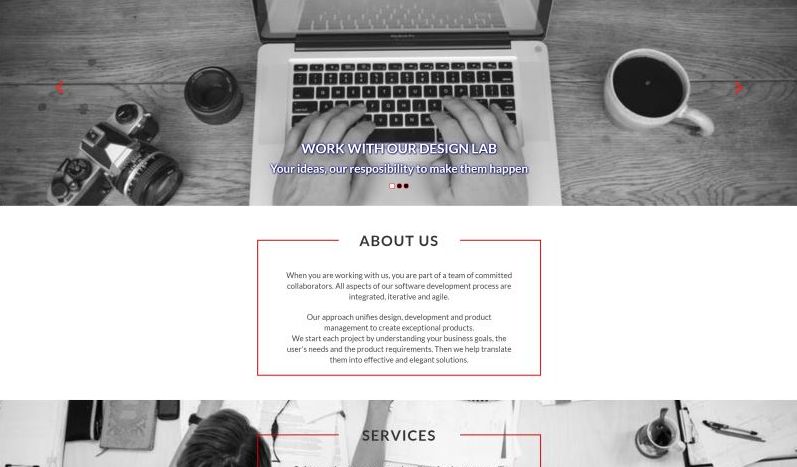 WORK WITH OUR DESIGN LAB
Your ideas, our resposibility to make them happen
ABOUT US
When you are working with us, you are part of a team of committed
collaborators. All aspects of our software development process are
integrated, iterative and agile.
Our approach unifies design, development and product
management to create exceptional products.
We start each project by understanding your business goals, the
user's needs and the product requirements. Then we help translate
them into effective and elegant solutions.
SERVICES